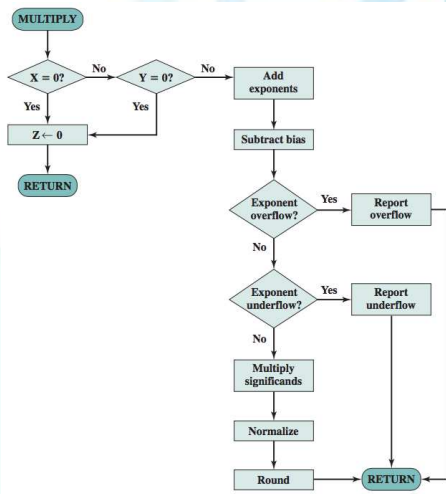 MULTIPLY
X = 0?
No
Y = 0?
No
Add
exponents
Yes
Yes
Z ← 0
Subtract bias
RETURN
Exponent
overflow?
Yes
Report
overflow
No
Exponent
underflow?
Yes
Report
underflow
No
Multiply
significands
Normalize
Round
RETURN